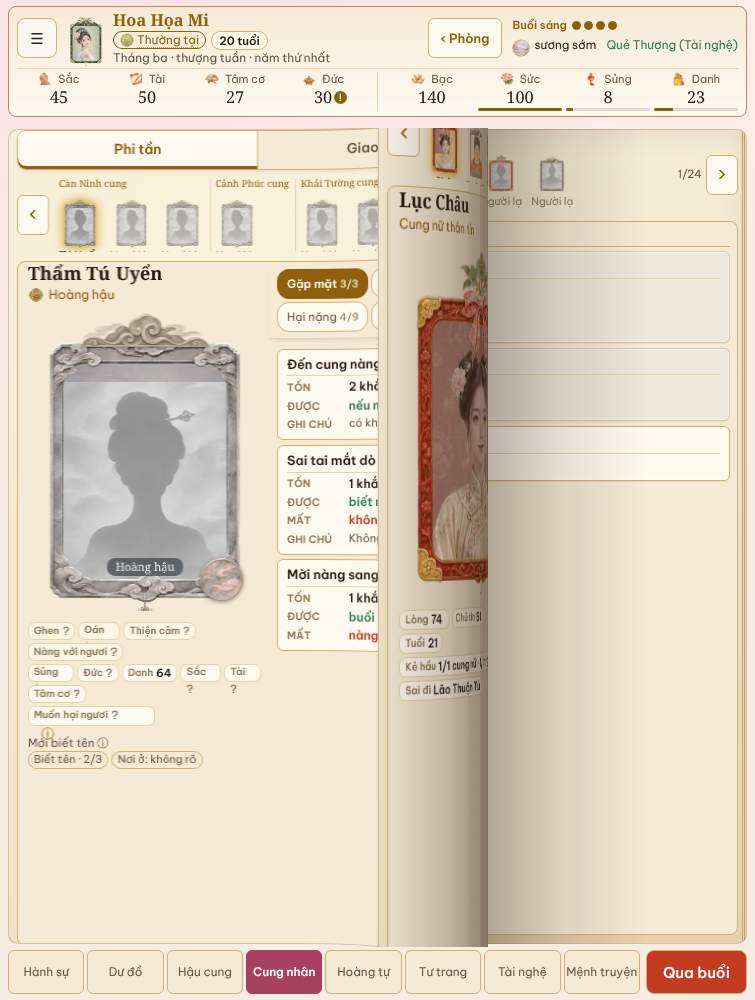 ☰
Hoa Họa Mi
Thường tại
20 tuổi
Tháng ba · thượng tuần · năm thứ nhất
‹ Phòng
Buổi sáng
sương sớm
Quẻ Thượng (Tài nghệ)
Sắc
Tài
Tâm cơ
Đức
Bạc
Sức
Sủng
Danh
45
50
27
30 !
140
100
8
23
Phi tần
Giao
Càn Ninh cung
Cảnh Phúc cung
Khải Tường cung
Thẩm Tú Uyển
Hoàng hậu
Hoàng hậu
Ghen ?
Oán
Thiện cảm ?
Nàng với ngươi ?
Sủng
Đức ?
Danh 64
Sắc ?
Tài ?
Tâm cơ ?
Muốn hại ngươi ?
Mới biết tên
Biết tên · 2/3
Nơi ở: không rõ
Gặp mặt 3/3
Hại nặng 4/9
Đến cung nàng
TỐN 2 khắ
ĐƯỢC nếu n
GHI CHÚ có kh
Sai tai mắt dò
TỐN 1 khắ
ĐƯỢC biết r
MẤT khôn
GHI CHÚ Khôn
Mời nàng sang
TỐN 1 khắ
ĐƯỢC buổi
MẤT nàng
Lục Châu
Cung nữ thân tín
Lòng 74
Tuổi 21
Kẻ hầu 1/1 cung nữ
Sai đi Lão Thuận Tử
gười lạ
Người lạ
1/24
Hành sự
Dư đồ
Hậu cung
Cung nhân
Hoàng tự
Tư trang
Tài nghệ
Mệnh truyện
Qua buổi